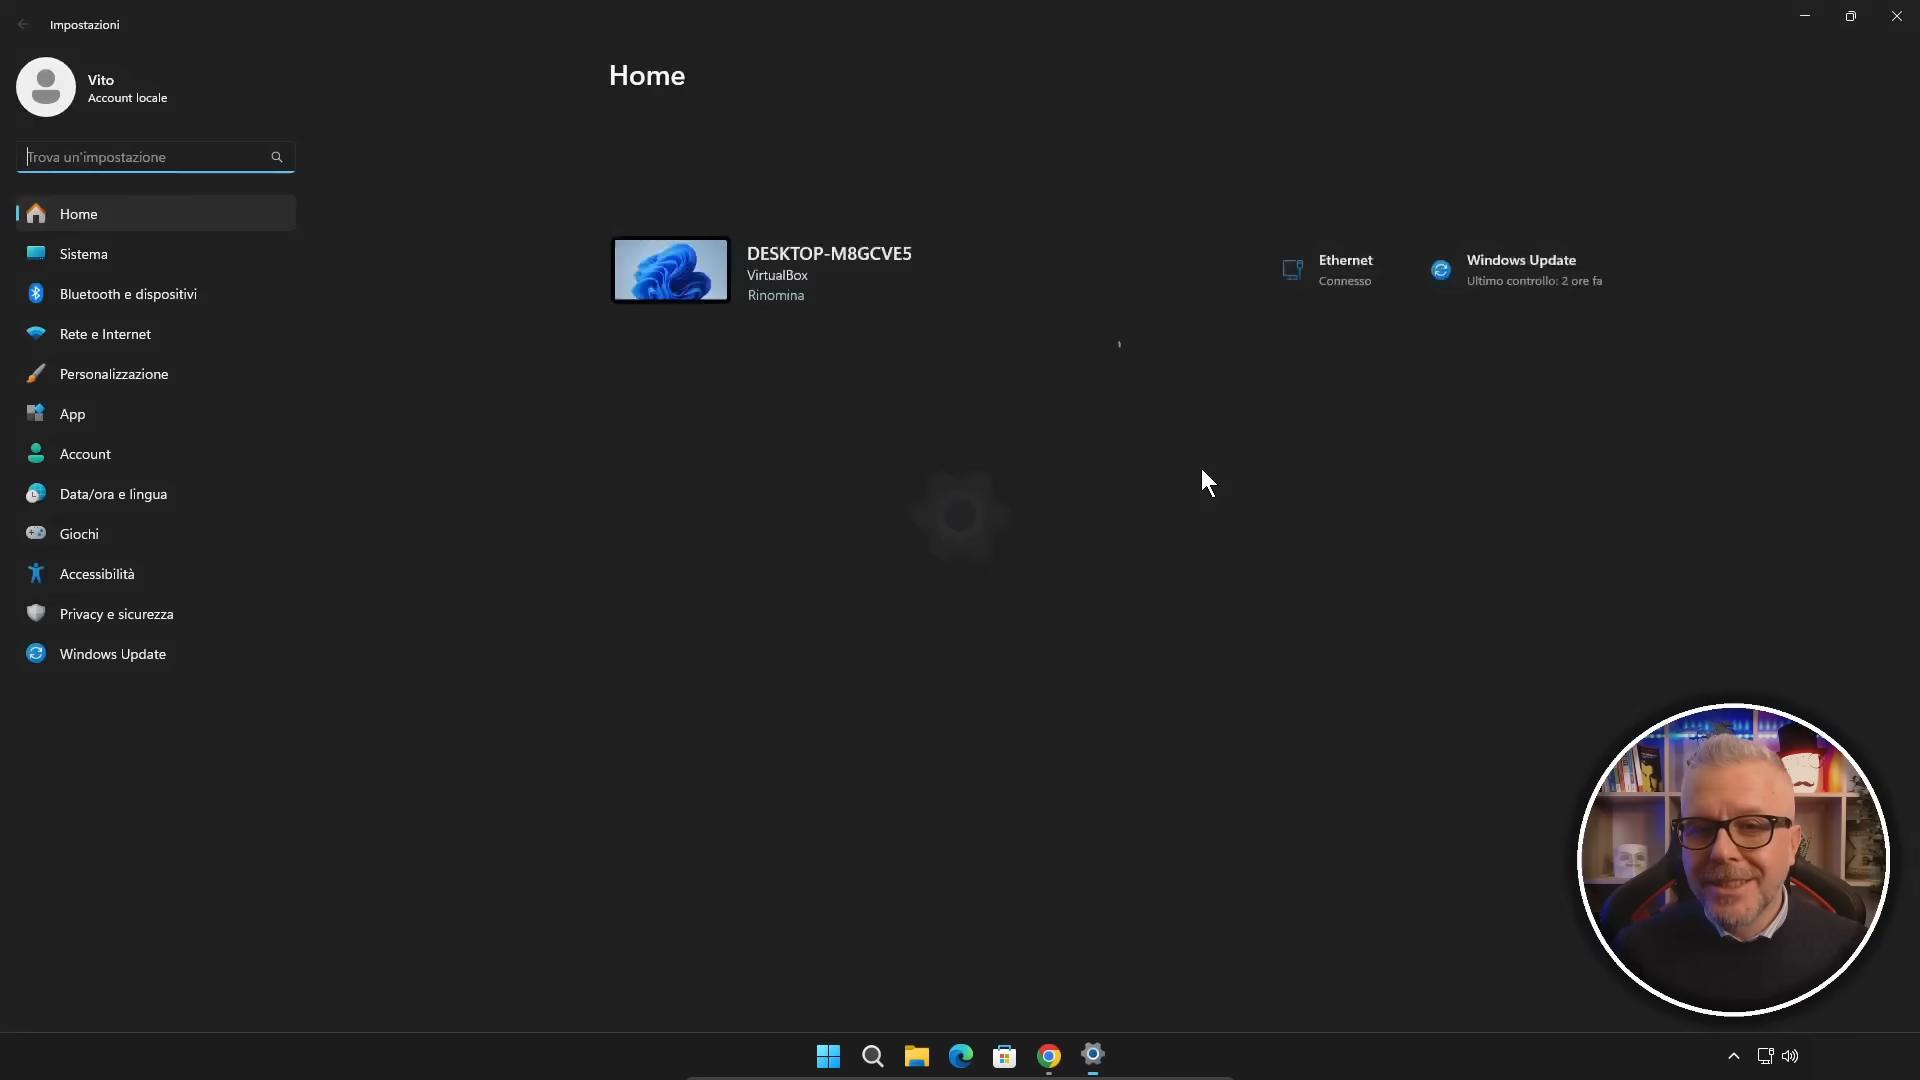 Impostazioni
Vito
Account locale
Trova un'impostazione
Home
Sistema
Bluetooth e dispositivi
Rete e Internet
Personalizzazione
App
Account
Data/ora e lingua
Giochi
Accessibilità
Privacy e sicurezza
Windows Update
Home
DESKTOP-M8GCVE5
VirtualBox
Rinomina
Ethernet
Connesso
Windows Update
Ultimo controllo: 2 ore fa